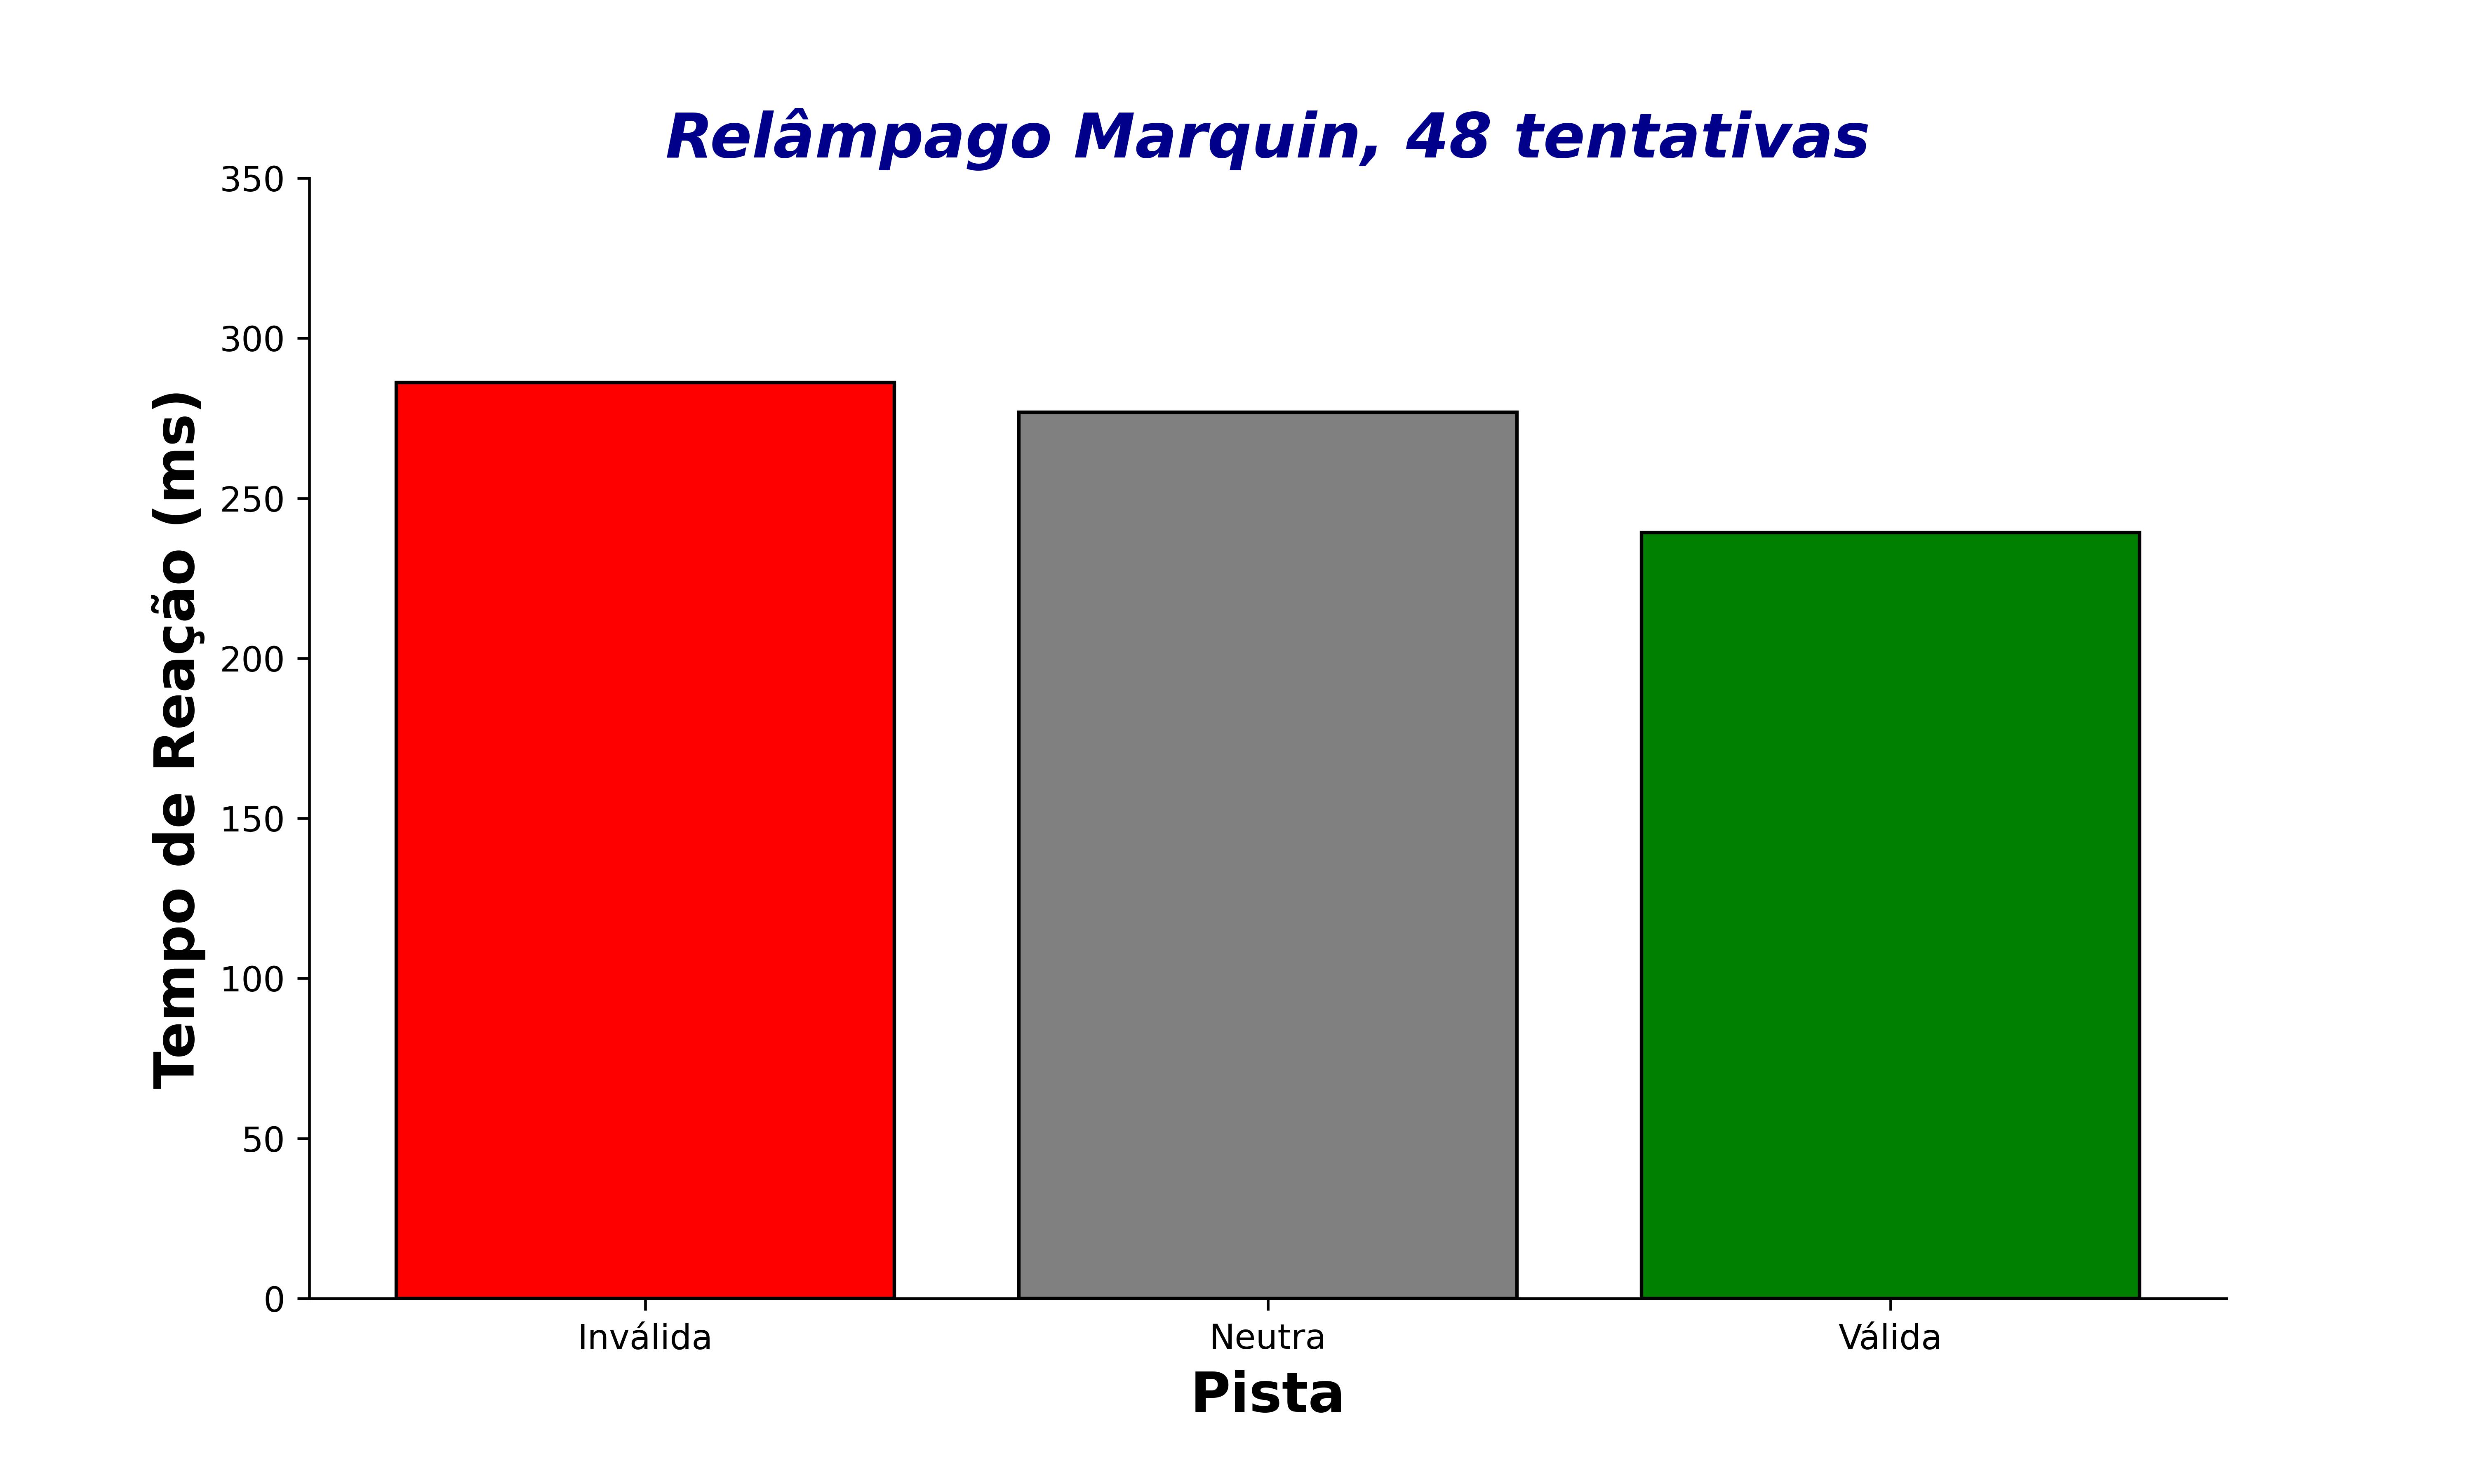 Relâmpago Marquin, 48 tentativas
Tempo de Reação (ms)
350
300
250
200
150
100
50
0
Inválida
Neutra
Válida
Pista